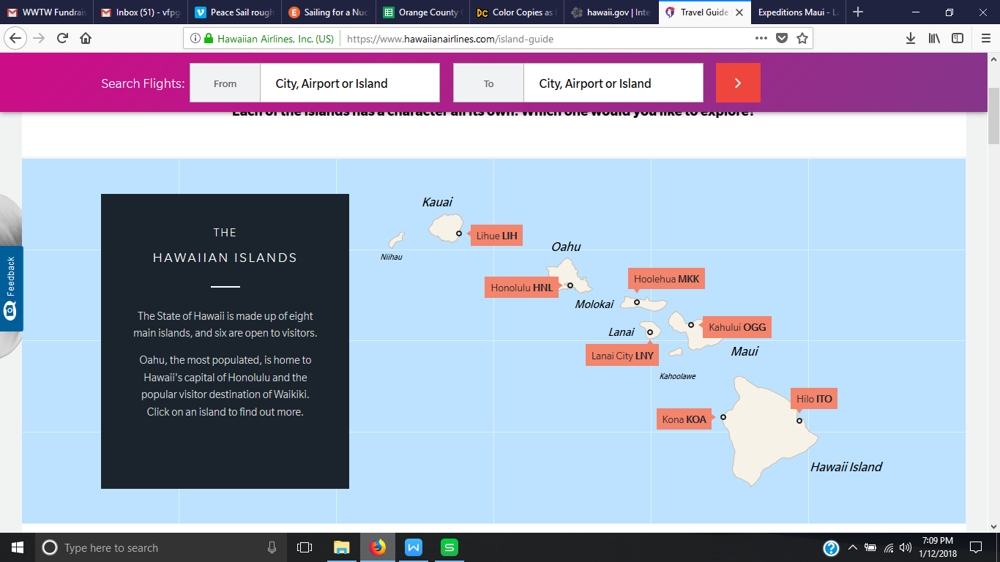 WWTW Fundrais
Inbox (51) - vfpg
Peace Sail rough
Sailing for a Nuc
Orange County
Color Copies as
hawaii.gov | Inte
Travel Guide
Expeditions Maui - La
Hawaiian Airlines, Inc. (US)
https://www.hawaiianairlines.com/island-guide
Search Flights:
From
City, Airport or Island
To
City, Airport or Island
Each of the islands has a character all its own. Which one would you like to explore?
Feedback
THE
HAWAIIAN ISLANDS
The State of Hawaii is made up of eight
main islands, and six are open to visitors.
Oahu, the most populated, is home to
Hawaii's capital of Honolulu and the
popular visitor destination of Waikiki.
Click on an island to find out more.
Kauai
Lihue LIH
Niihau
Oahu
Honolulu HNL
Hoolehua MKK
Molokai
Kahului OGG
Lanai
Lanai City LNY
Maui
Kahoolawe
Hilo ITO
Kona KOA
Hawaii Island
Type here to search
7:09 PM
1/12/2018